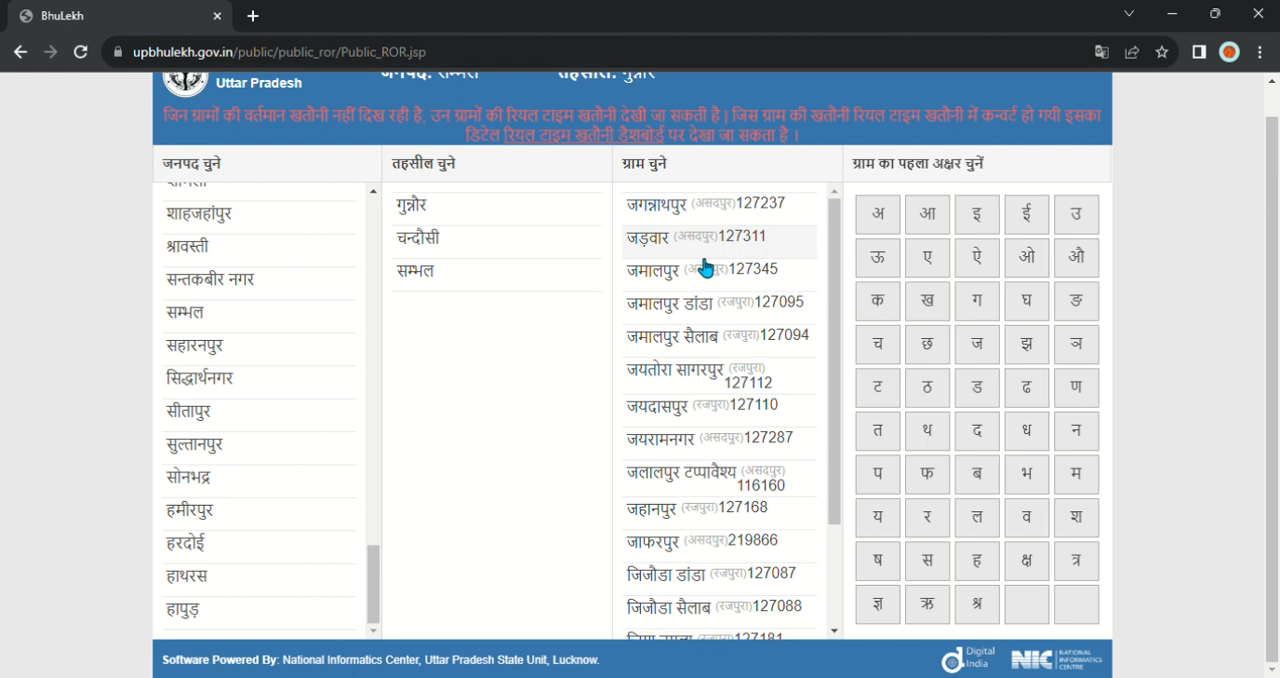 BhuLekh
upbhulekh.gov.in/public/public_ror/Public_ROR.jsp
Uttar Pradesh
जनपद: सम्भल
तहसील: गुन्नौर
जिन ग्रामों की वर्तमान खतौनी नहीं दिख रही है, उन ग्रामों की रियल टाइम खतौनी देखी जा सकती है | जिस ग्राम की खतौनी रियल टाइम खतौनी में कन्वर्ट हो गयी इसका
डिटेल रियल टाइम खतौनी डैशबोर्ड पर देखा जा सकता है ।
जनपद चुने
शाहजहांपुर
श्रावस्ती
सन्तकबीर नगर
सम्भल
सहारनपुर
सिद्धार्थनगर
सीतापुर
सुल्तानपुर
सोनभद्र
हमीरपुर
हरदोई
हाथरस
हापुड़
तहसील चुने
गुन्नौर
चन्दौसी
सम्भल
ग्राम चुने
जगन्नाथपुर (असदपुर)127237
जड़वार (असदपुर)127311
जमालपुर 127345
जमालपुर डांडा (रजपुरा)127095
जमालपुर सैलाब (रजपुरा)127094
जयतोरा सागरपुर (रजपुरा)
127112
जयदासपुर (रजपुरा)127110
जयरामनगर (असदपुर)127287
जलालपुर टप्पावैश्य (असदपुर)
116160
जहानपुर (रजपुरा)127168
जाफरपुर (असदपुर)219866
जिजौडा डांडा (रजपुरा)127087
जिजौडा सैलाब (रजपुरा)127088
ग्राम का पहला अक्षर चुनें
अ आ इ ई उ
ऊ ए ऐ ओ औ
क ख ग घ ङ
च छ ज झ ञ
ट ठ ड ढ ण
त थ द ध न
प फ ब भ म
य र ल व श
ष स ह क्ष त्र
ज्ञ ऋ श्र
Software Powered By: National Informatics Center, Uttar Pradesh State Unit, Lucknow.
Digital
India
NIC
NATIONAL
INFORMATICS
CENTRE